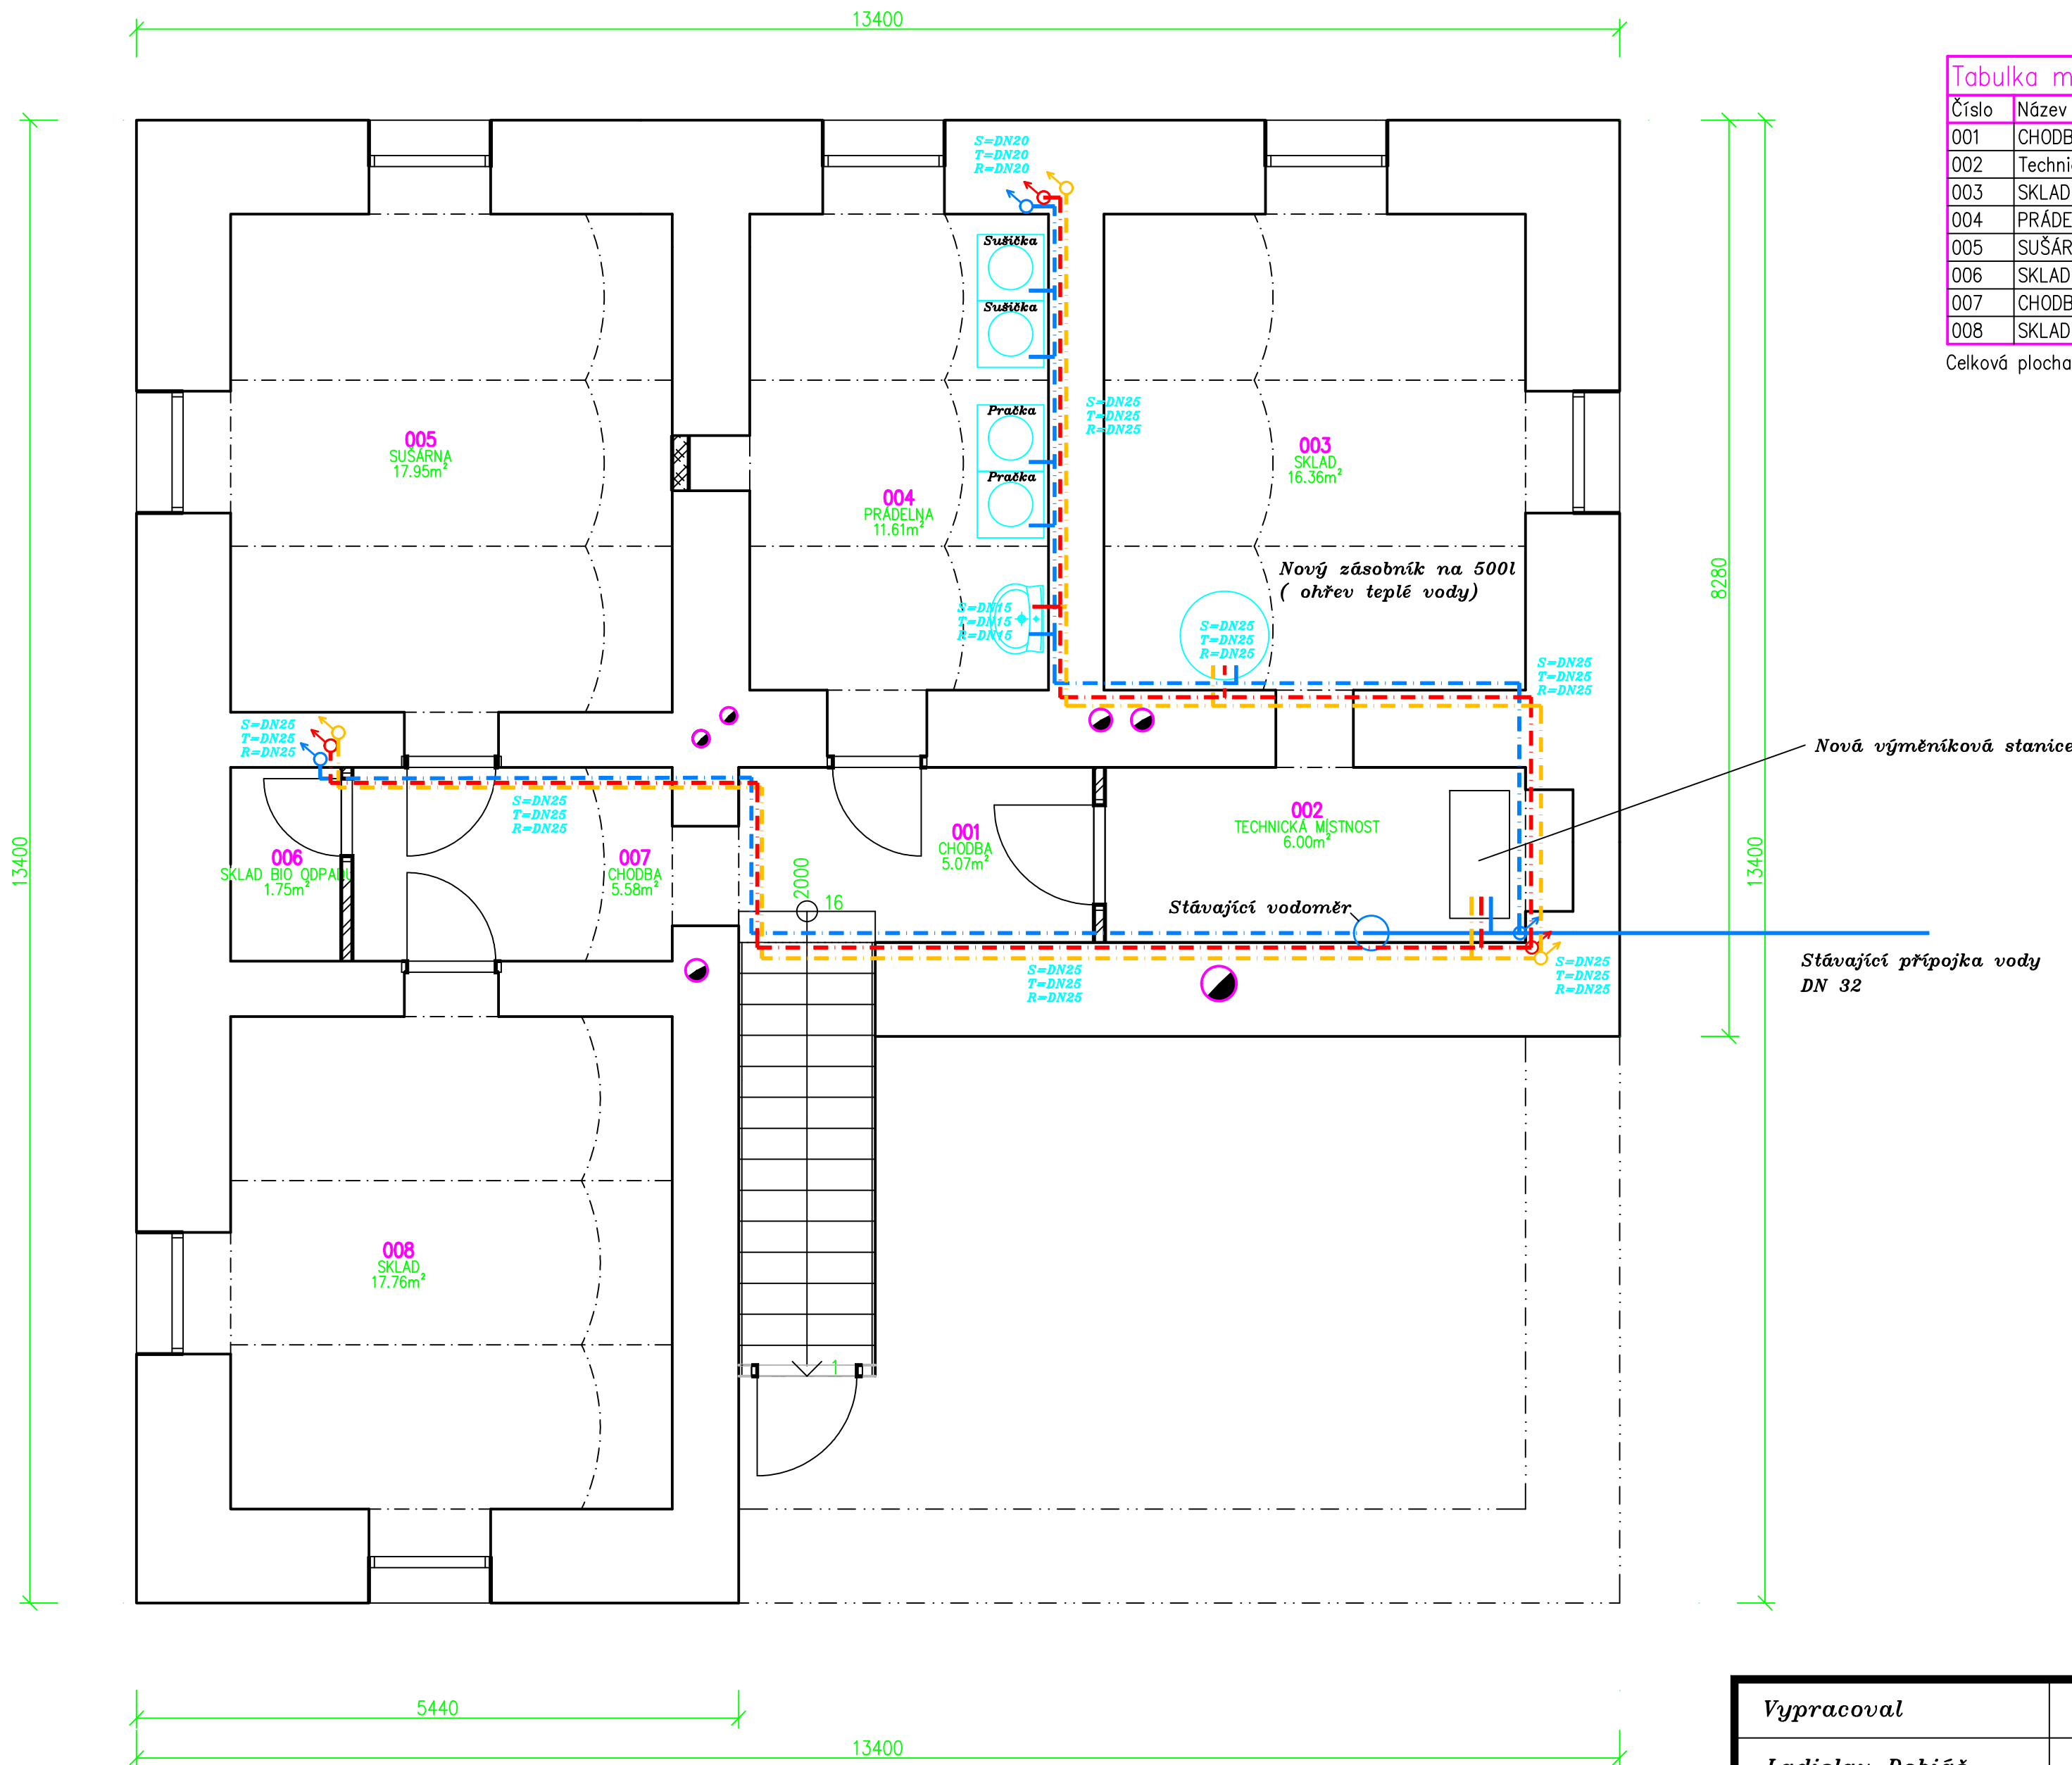 13400
Tabulka m
Číslo Název
001 CHODB
002 Techni
003 SKLAD
004 PRÁDE
005 SUŠÁR
006 SKLAD
007 CHODB
008 SKLAD
Celková plocha
S=DN20
T=DN20
R=DN20
Sušička
Sušička
Pračka
Pračka
S=DN25
T=DN25
R=DN25
005
SUŠÁRNA
17.95m²
004
PRÁDELNA
11.61m²
003
SKLAD
16.36m²
Nový zásobník na 500l
( ohřev teplé vody)
S=DN15
T=DN15
R=DN15
S=DN25
T=DN25
R=DN25
S=DN25
T=DN25
R=DN25
8280
S=DN25
T=DN25
R=DN25
Nová výměníková stanice
S=DN25
T=DN25
R=DN25
13400
13400
006
SKLAD BIO ODPADU
1.75m²
007
CHODBA
5.58m²
001
CHODBA
5.07m²
002
TECHNICKÁ MÍSTNOST
6.00m²
2000
16
Stávající vodoměr
S=DN25
T=DN25
R=DN25
S=DN25
T=DN25
R=DN25
Stávající přípojka vody
DN 32
008
SKLAD
17.76m²
1
5440
13400
Vypracoval